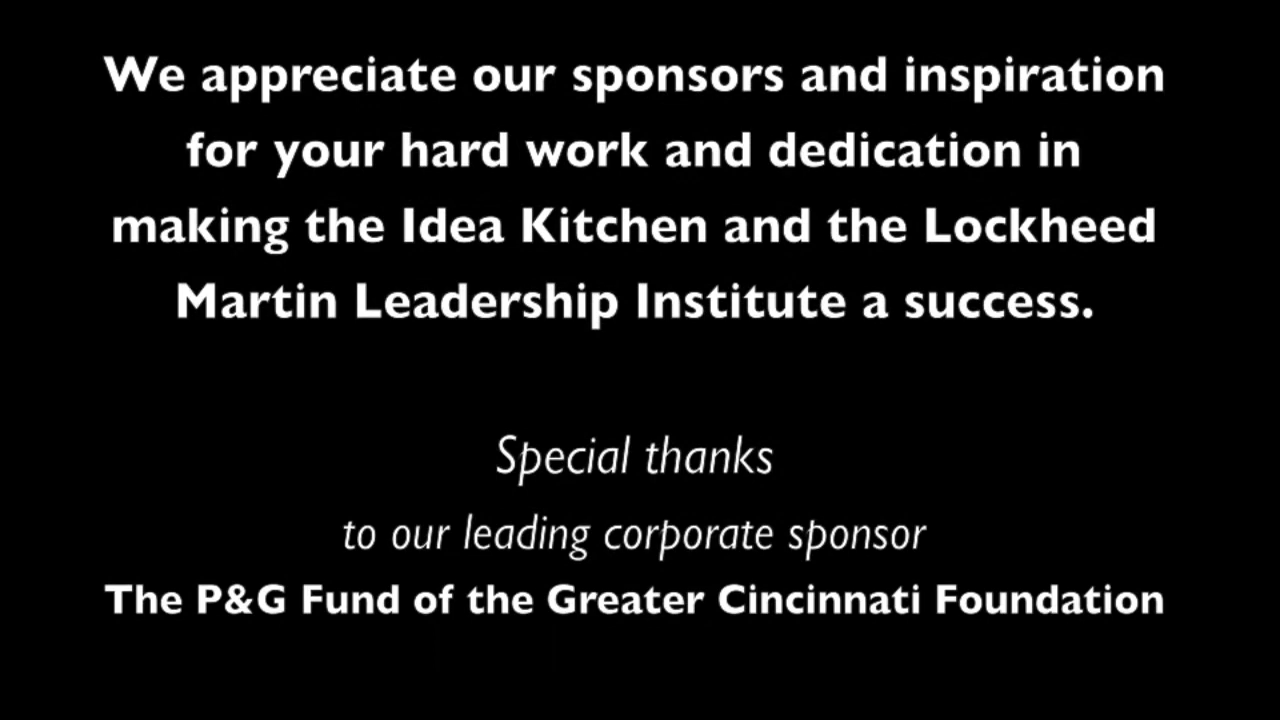 We appreciate our sponsors and inspiration
for your hard work and dedication in
making the Idea Kitchen and the Lockheed
Martin Leadership Institute a success.
Special thanks
to our leading corporate sponsor
The P&G Fund of the Greater Cincinnati Foundation